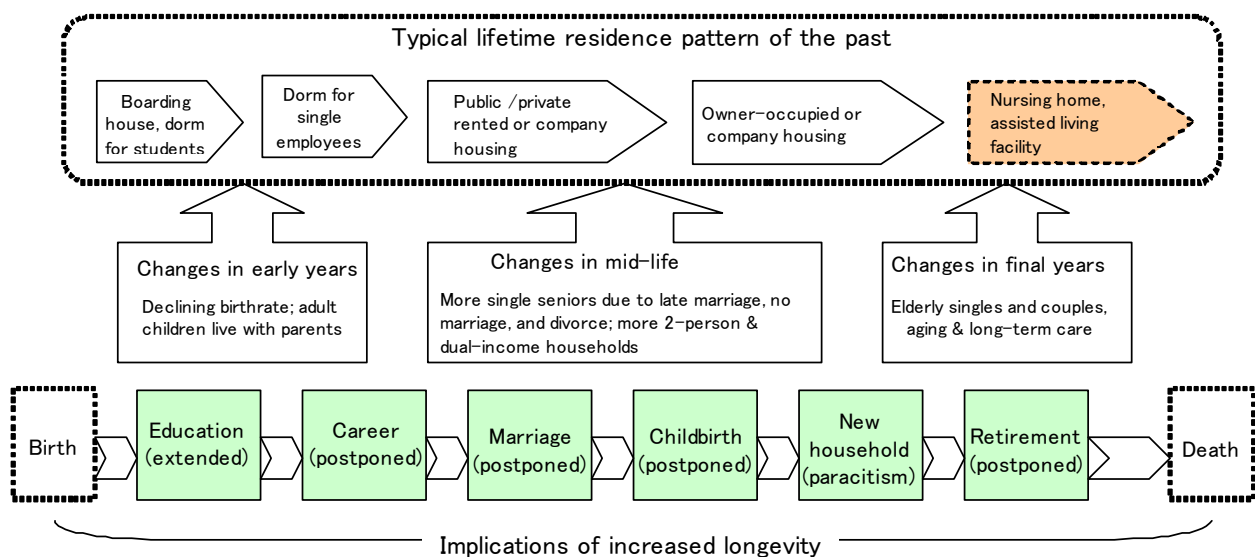 Typical lifetime residence pattern of the past
Boarding
house, dorm
for students
Dorm for
single
employees
Public /private
rented or company
housing
Owner-occupied or
company housing
Nursing home,
assisted living
facility
Changes in early years
Declining birthrate; adult
children live with parents
Changes in mid-life
More single seniors due to late marriage, no
marriage, and divorce; more 2-person &
dual-income households
Changes in final years
Elderly singles and couples,
aging & long-term care
Birth
Education
(extended)
Career
(postponed)
Marriage
(postponed)
Childbirth
(postponed)
New
household
(paracitism)
Retirement
(postponed)
Death
Implications of increased longevity